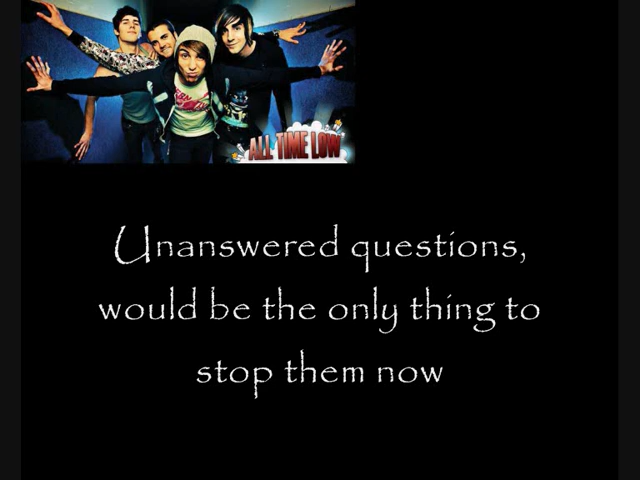 ALL TIME LOW
Unanswered questions,
would be the only thing to
stop them now